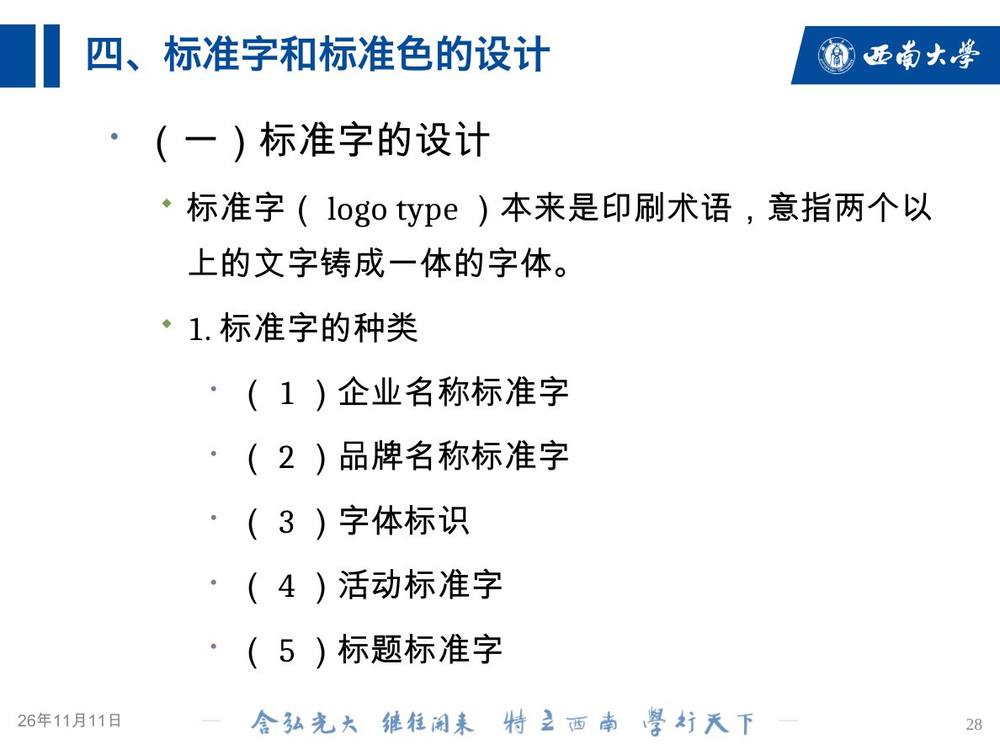 四、标准字和标准色的设计
西南大学
（一）标准字的设计
标准字（ logo type ）本来是印刷术语，意指两个以
上的文字铸成一体的字体。
1. 标准字的种类
（ 1 ）企业名称标准字
（ 2 ）品牌名称标准字
（ 3 ）字体标识
（ 4 ）活动标准字
（ 5 ）标题标准字
26年11月11日
含弘光大 继往开来 特立西南 學行天下
28